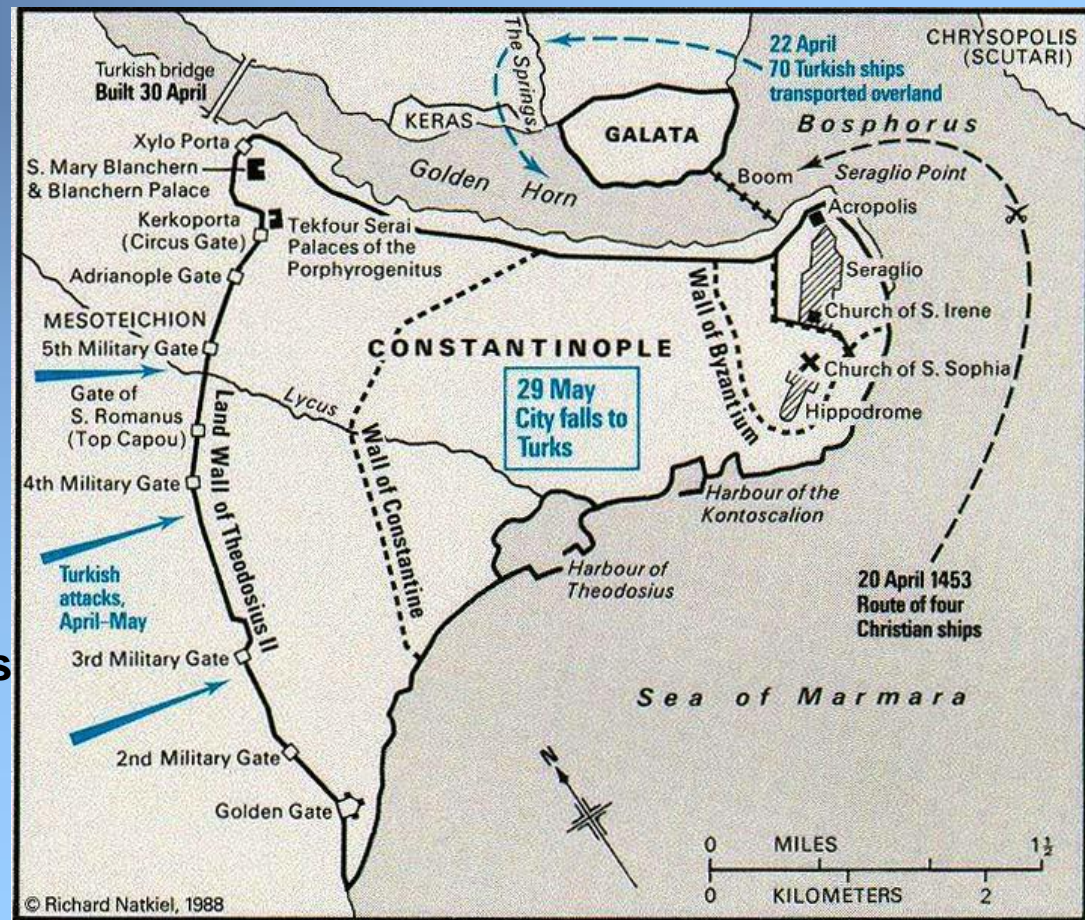 CHRYSOPOLIS
(SCUTARI)
22 April
70 Turkish ships
transported overland
The Springs
Turkish bridge
Built 30 April
KERAS
GALATA
Bosphorus
Xylo Porta
S. Mary Blanchern
& Blanchern Palace
Golden Horn
Boom
Seraglio Point
Acropolis
Kerkoporta
(Circus Gate)
Tekfour Serai
Palaces of the
Porphyrogenitus
Adrianople Gate
Seraglio
Church of S. Irene
MESOTEICHION
5th Military Gate
CONSTANTINOPLE
Wall of Byzantium
Church of S. Sophia
Hippodrome
Gate of
S. Romanus
(Top Capou)
Lycus
29 May
City falls to
Turks
4th Military Gate
Land Wall of Theodosius II
Wall of Constantine
Harbour of the
Kontoscalion
Harbour of
Theodosius
Turkish
attacks,
April–May
20 April 1453
Route of four
Christian ships
s
3rd Military Gate
Sea of Marmara
2nd Military Gate
N
Golden Gate
0 MILES 1½
0 KILOMETERS 2
© Richard Natkiel, 1988